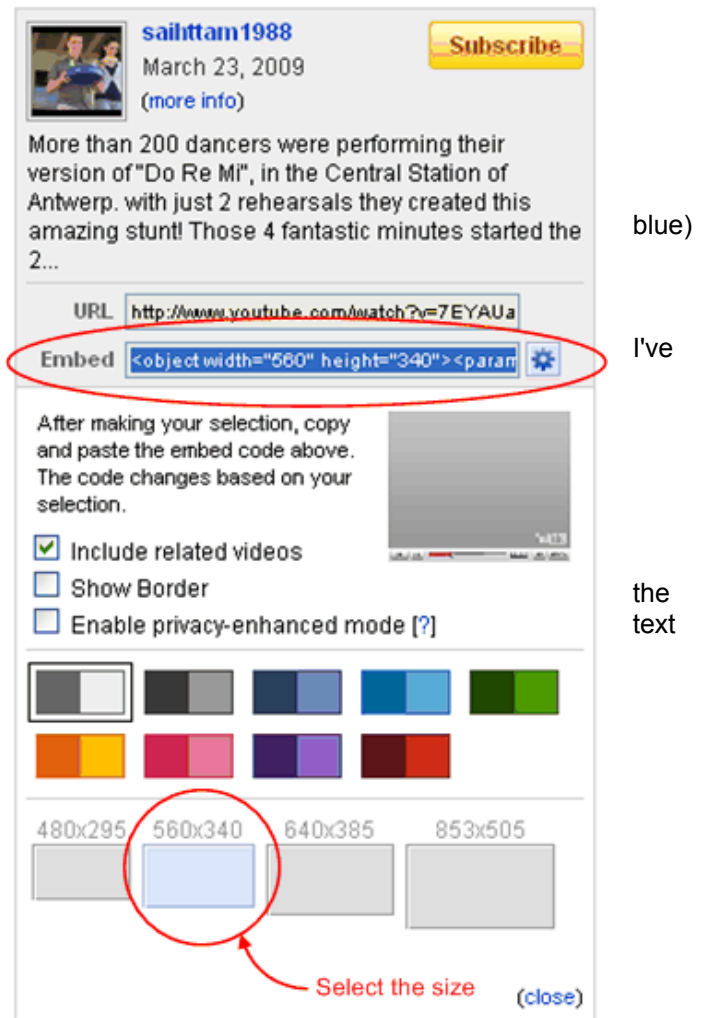 saihttam1988
Subscribe
March 23, 2009
(more info)
More than 200 dancers were performing their
version of "Do Re Mi", in the Central Station of
Antwerp. with just 2 rehearsals they created this
amazing stunt! Those 4 fantastic minutes started the
2...
blue)
URL http://www.youtube.com/watch?v=7EYAUa
Embed <object width="560" height="340"><param
I've
After making your selection, copy
and paste the embed code above.
The code changes based on your
selection.
Include related videos
Show Border
Enable privacy-enhanced mode [?]
the
text
480x295 560x340 640x385 853x505
Select the size
(close)